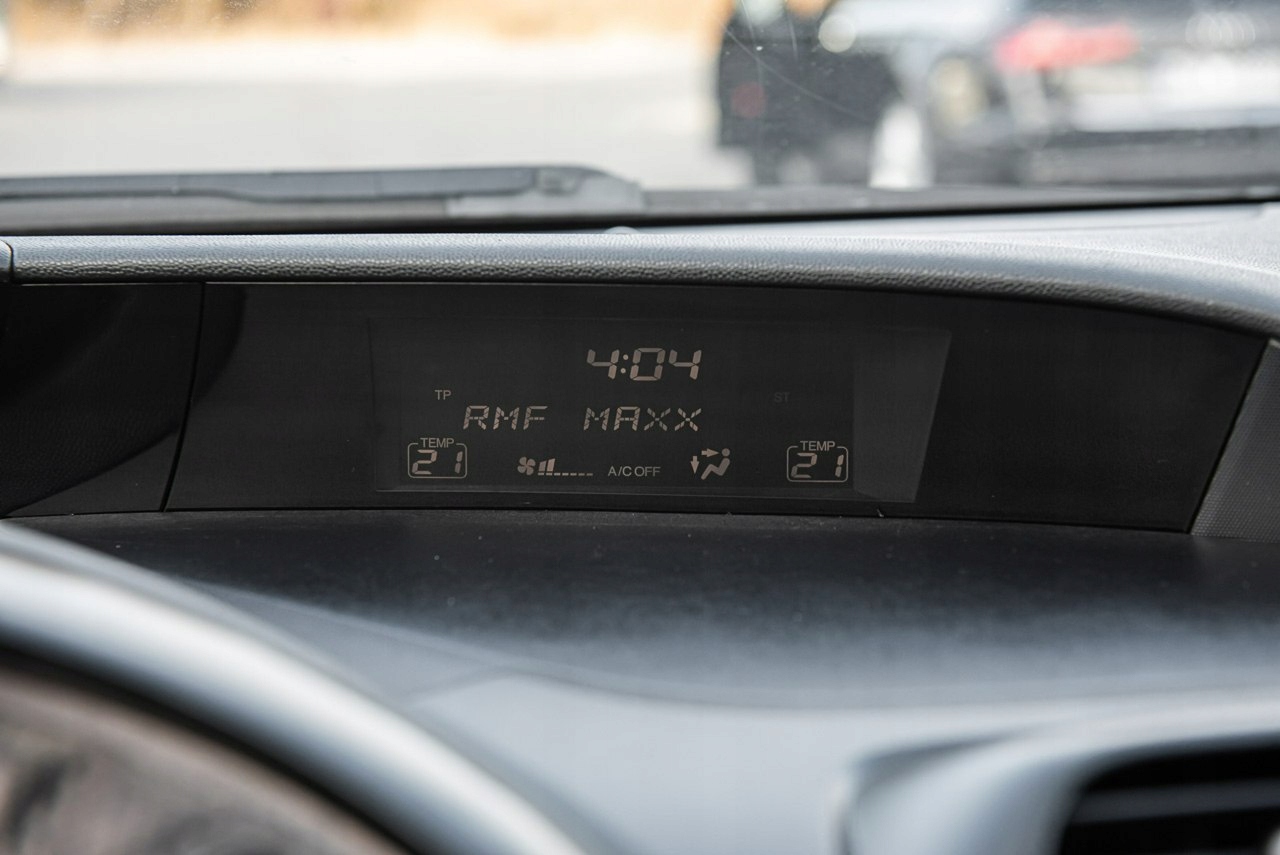 4:04
TP ST
RMF MAXX
TEMP TEMP
21 A/C OFF 21